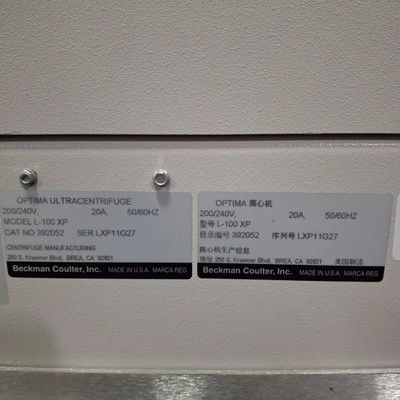 OPTIMA ULTRACENTRIFUGE
200/240V, 20A, 50/60HZ
MODEL L-100 XP
CAT NO 392052 SER LXP11G27
CENTRIFUGE MANUFACTURING
250 S. Kraemer Blvd, BREA, CA 92821
Beckman Coulter, Inc. MADE IN U.S.A. MARCA REG.
OPTIMA 离心机
200/240V, 20A, 50/60HZ
型号 L-100 XP
目录编号 392052 序列号 LXP11G27
离心机生产信息
地址 250 S. Kraemer Blvd, BREA, CA 92821 美国制造
Beckman Coulter, Inc. MADE IN U.S.A. MARCA REG.